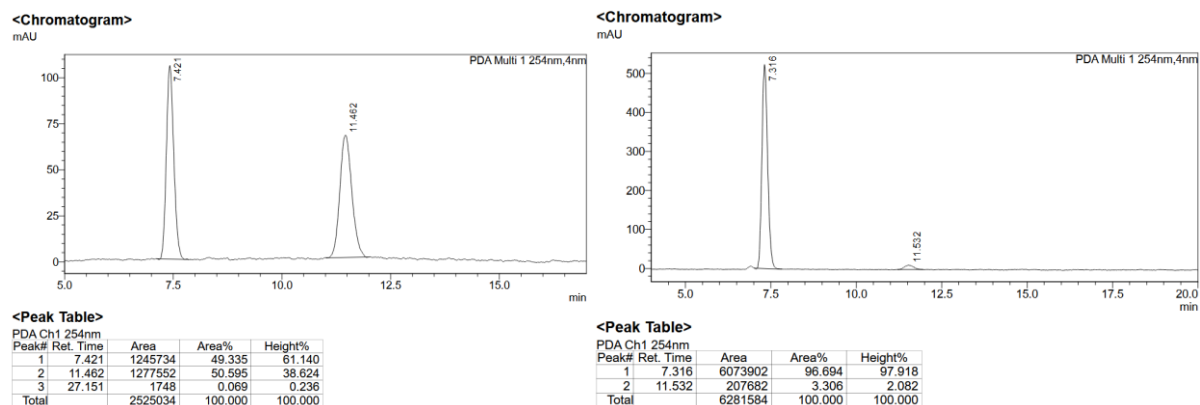 <Chromatogram>
mAU
PDA Multi 1 254nm,4nm
100
75
50
25
0
7.421
11.462
5.0 7.5 10.0 12.5 15.0
min
<Peak Table>
PDA Ch1 254nm
Peak# Ret. Time Area Area% Height%
1 7.421 1245734 49.335 61.140
2 11.462 1277552 50.595 38.624
3 27.151 1748 0.069 0.236
Total 2525034 100.000 100.000
<Chromatogram>
mAU
PDA Multi 1 254nm,4nm
500
400
300
200
100
0
7.316
11.532
5.0 7.5 10.0 12.5 15.0 17.5 20.0
min
<Peak Table>
PDA Ch1 254nm
Peak# Ret. Time Area Area% Height%
1 7.316 6073902 96.694 97.918
2 11.532 207682 3.306 2.082
Total 6281584 100.000 100.000